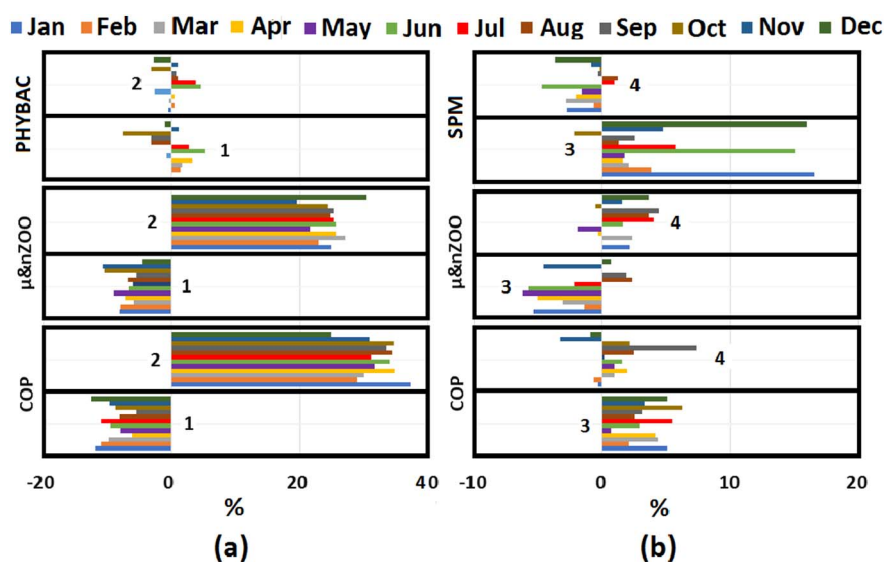 Jan Feb Mar Apr May Jun Jul Aug Sep Oct Nov Dec
PHYBAC 2 1
µ&nZOO 2 1
COP 2 1
-20 0 20 40
%
(a)
SPM 4 3
µ&nZOO 4 3
COP 4 3
-10 0 10 20
%
(b)